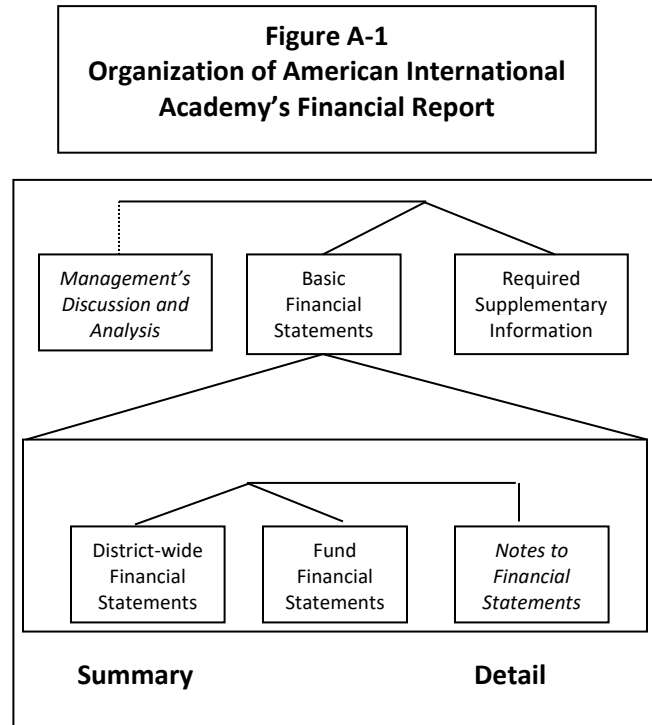 Figure A-1
Organization of American International
Academy’s Financial Report
Management’s
Discussion and
Analysis
Basic
Financial
Statements
Required
Supplementary
Information
District-wide
Financial
Statements
Fund
Financial
Statements
Notes to
Financial
Statements
Summary
Detail